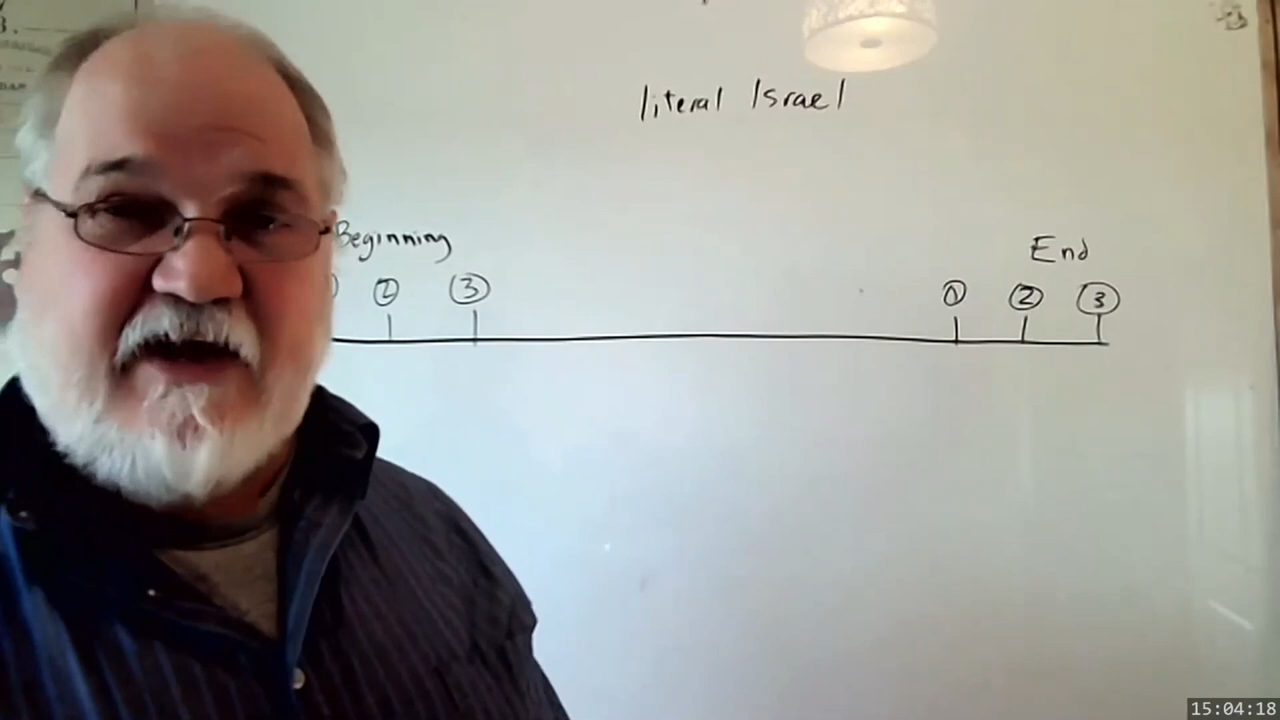 literal Israel
Beginning End
② ③ ① ② ③
15:04:18